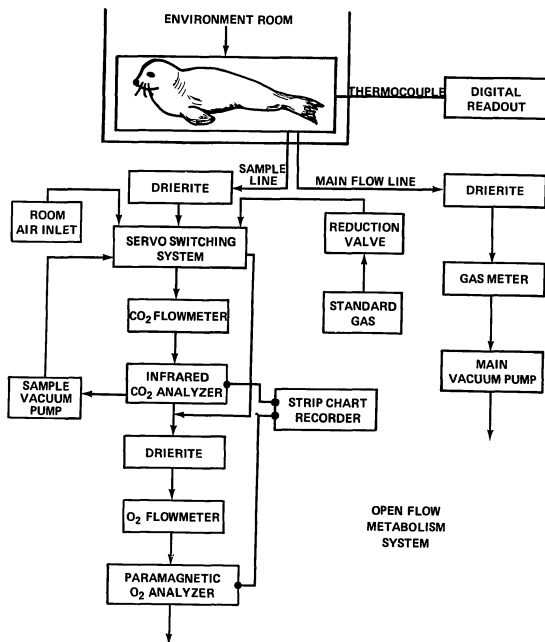 ENVIRONMENT ROOM
THERMOCOUPLE
DIGITAL
READOUT
SAMPLE
LINE
MAIN FLOW LINE
DRIERITE
DRIERITE
ROOM
AIR INLET
REDUCTION
VALVE
SERVO SWITCHING
SYSTEM
GAS METER
STANDARD
GAS
CO2 FLOWMETER
MAIN
VACUUM PUMP
INFRARED
CO2 ANALYZER
SAMPLE
VACUUM
PUMP
STRIP CHART
RECORDER
DRIERITE
O2 FLOWMETER
OPEN FLOW
METABOLISM
SYSTEM
PARAMAGNETIC
O2 ANALYZER